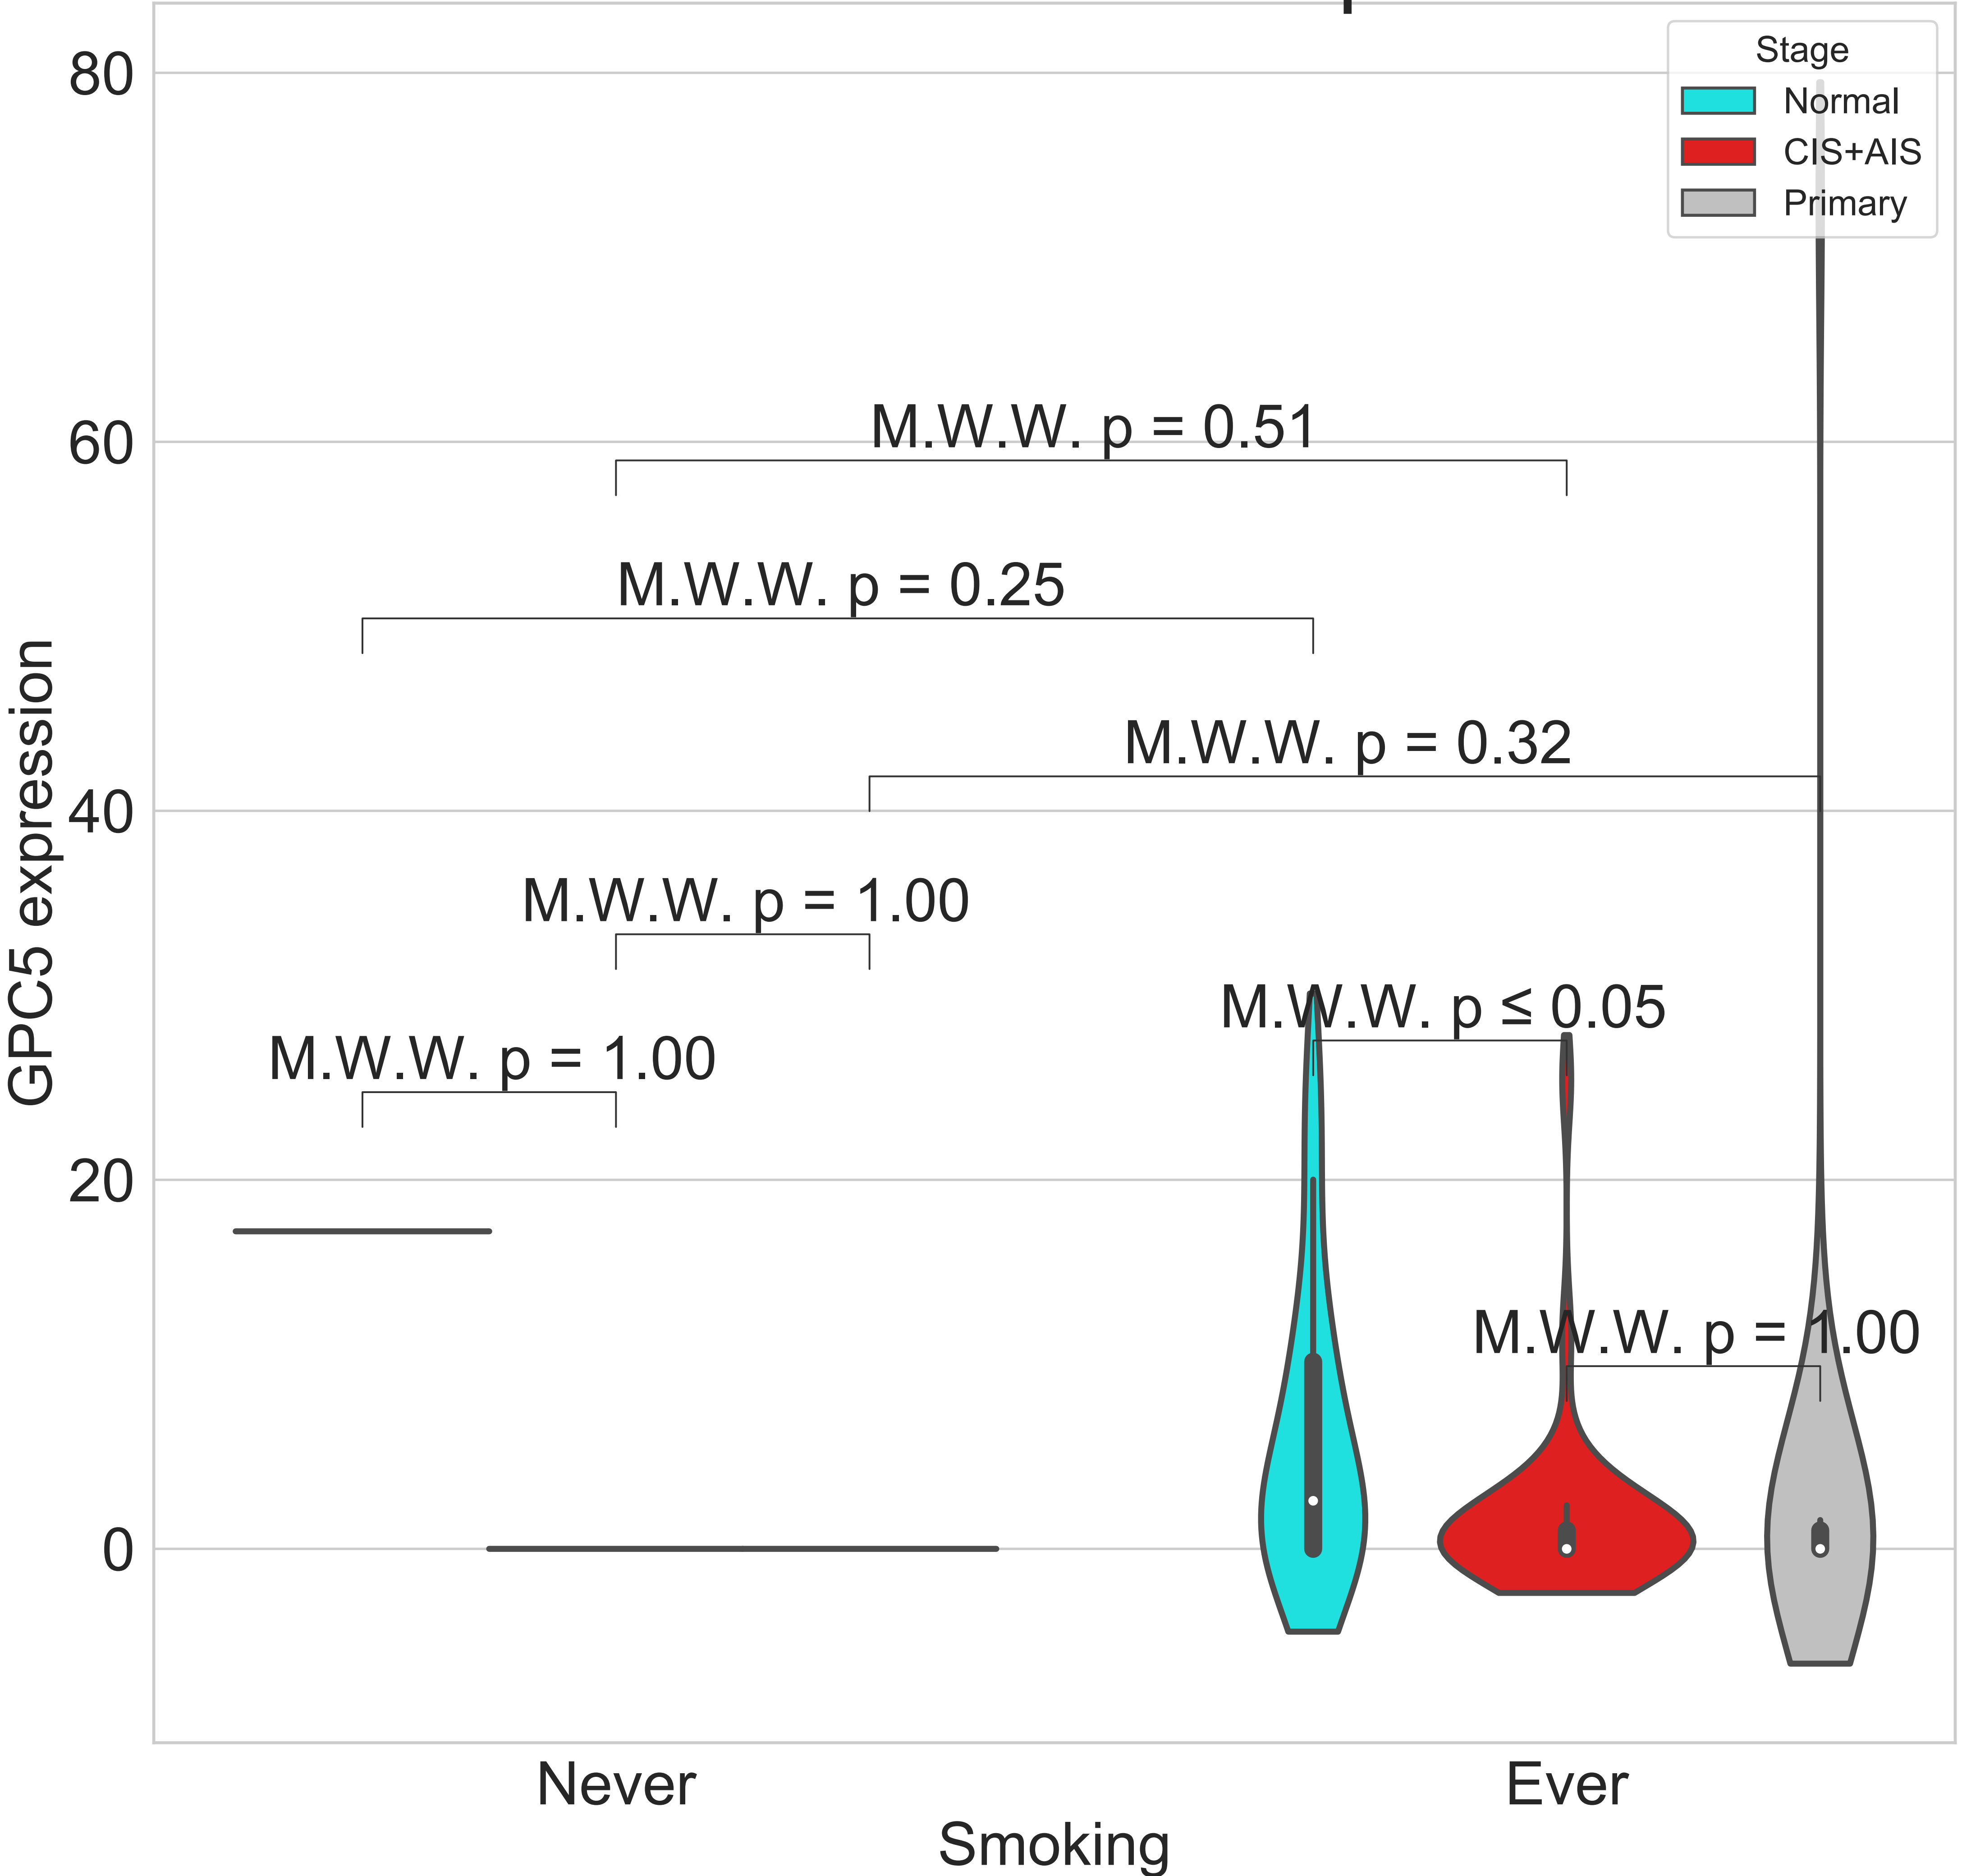 Stage
Normal
CIS+AIS
Primary
80
60
40
20
0
GPC5 expression
M.W.W. p = 0.51
M.W.W. p = 0.25
M.W.W. p = 0.32
M.W.W. p = 1.00
M.W.W. p ≤ 0.05
M.W.W. p = 1.00
M.W.W. p = 1.00
Never
Ever
Smoking